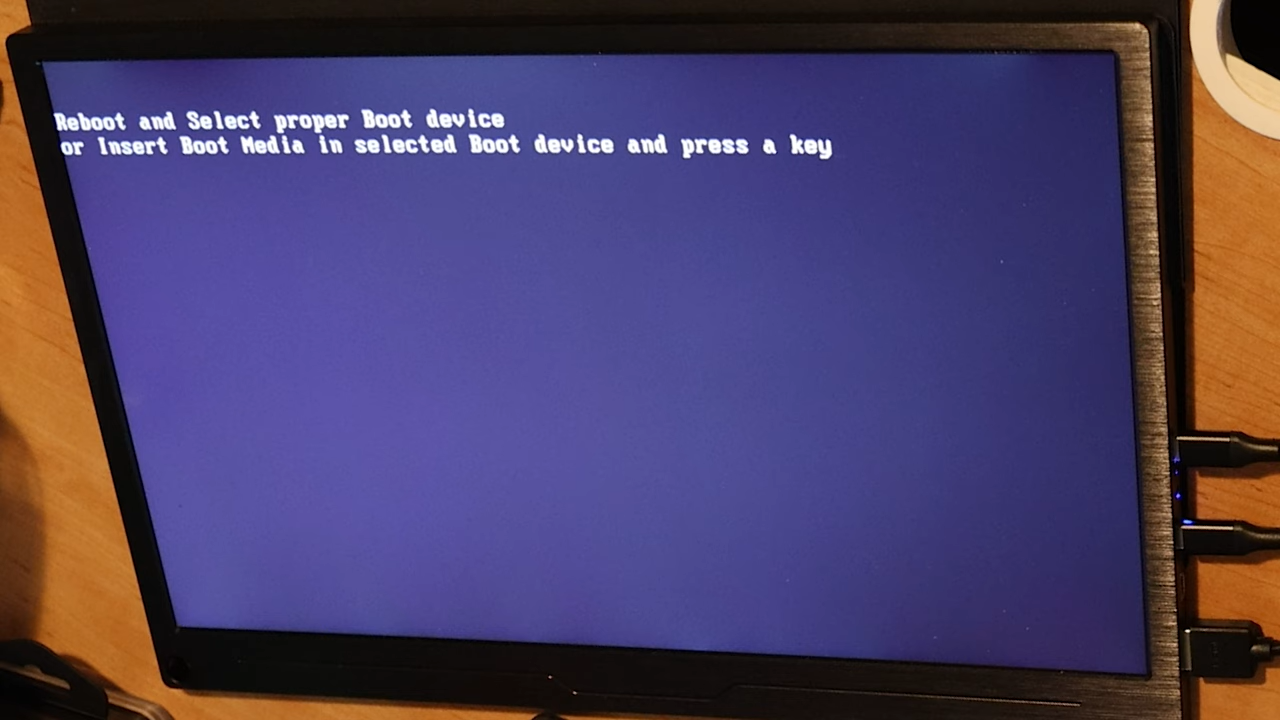 Reboot and Select proper Boot device
or Insert Boot Media in selected Boot device and press a key